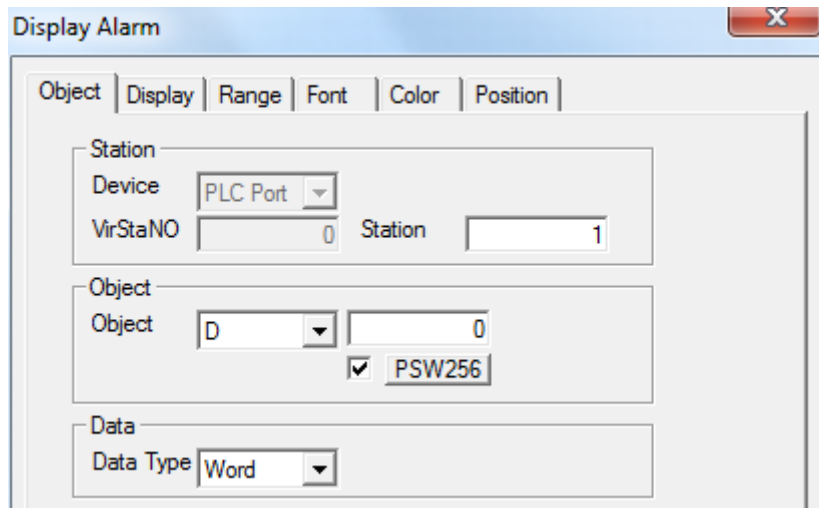 Display Alarm
X
Object Display Range Font Color Position
Station
Device PLC Port
VirStaNO 0 Station 1
Object
Object D 0
PSW256
Data
Data Type Word